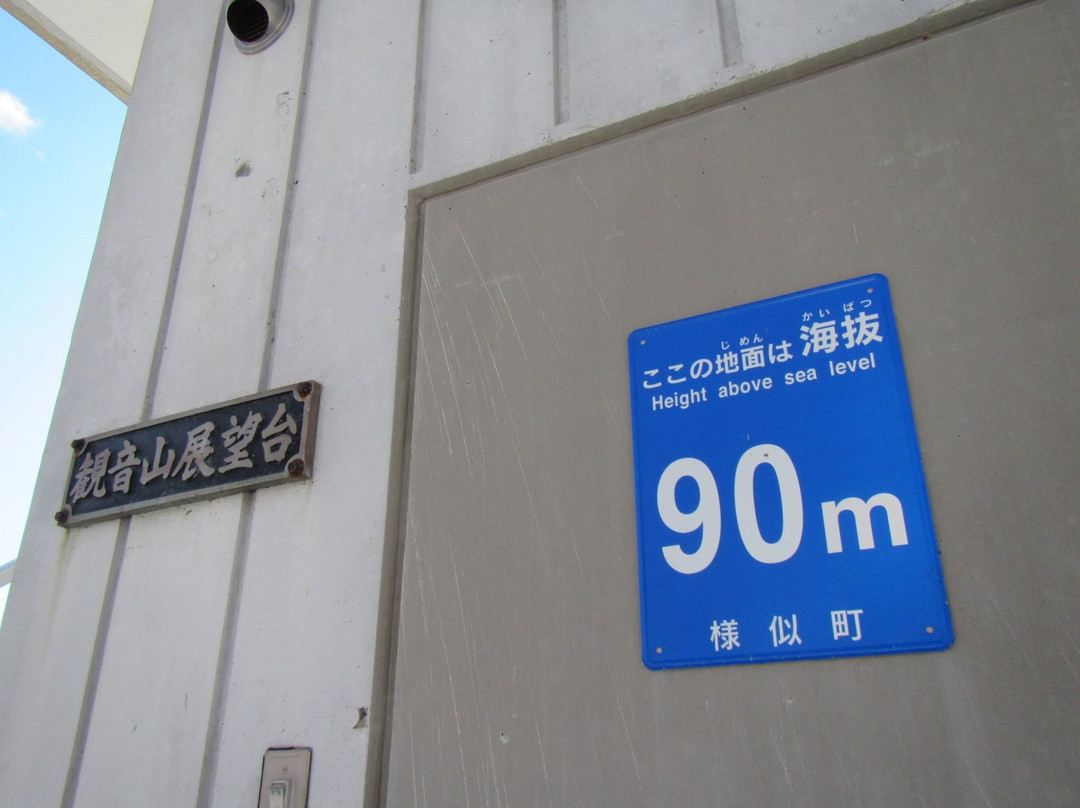 観音山展望台
じめん かいばつ
ここの地面は 海抜
Height above sea level
90m
様似町